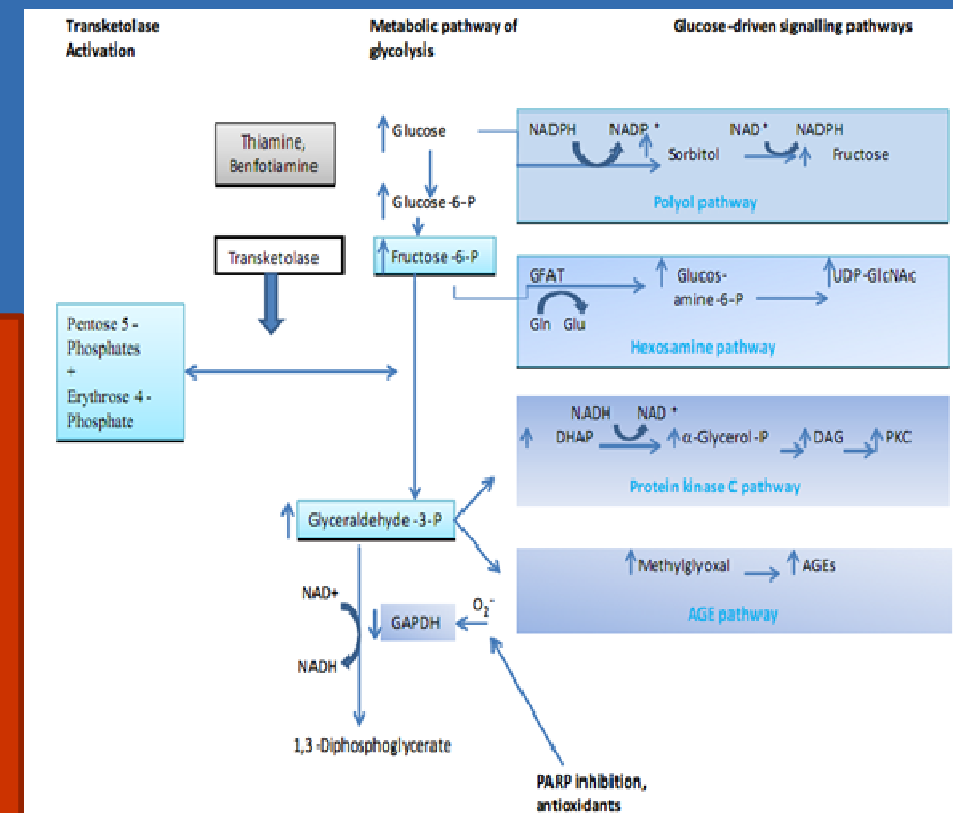 Transketolase
Activation
Metabolic pathway of
glycolysis
Glucose-driven signalling pathways
Thiamine,
Benfotiamine
Transketolase
Pentose 5 -
Phosphates
+
Erythrose 4 -
Phosphate
Glucose
Glucose-6-P
Fructose -6-P
Glyceraldehyde -3-P
NAD+
NADH
GAPDH
O2-
1,3 -Diphosphoglycerate
PARP inhibition,
antioxidants
NADPH NADP + NAD+ NADPH
Sorbitol Fructose
Polyol pathway
GFAT Glucos- UDP-GlcNAc
amine -6-P
Gln Glu
Hexosamine pathway
NADH NAD +
DHAP α-Glycerol-IP DAG PKC
Protein kinase C pathway
Methylglyoxal AGEs
AGE pathway